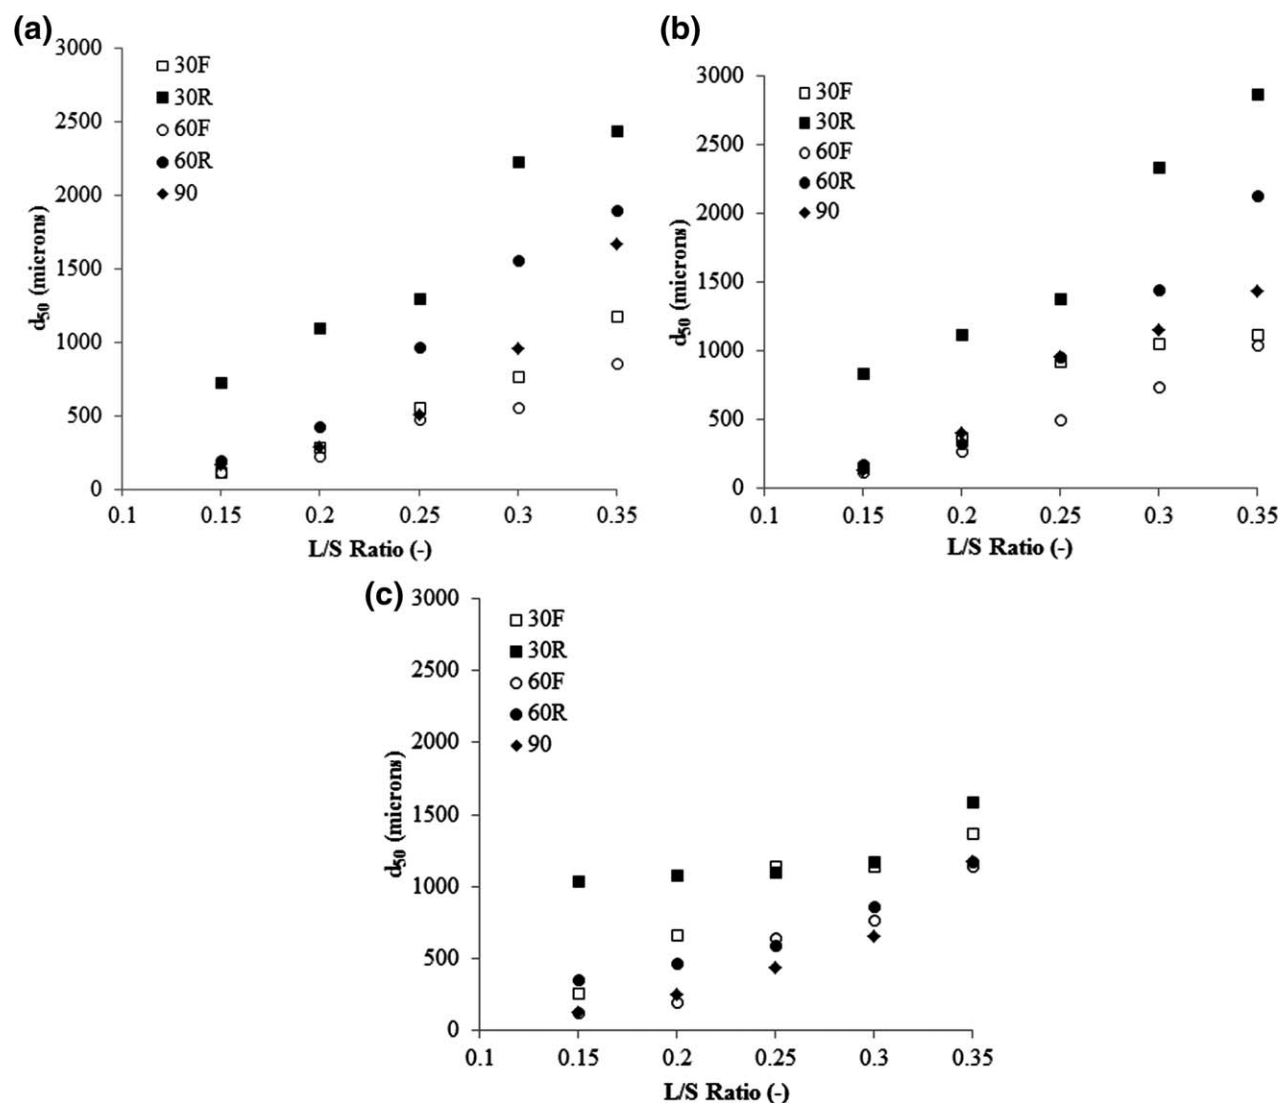 (a)
3000
2500
2000
1500
1000
500
0
d50 (microns)
30F
30R
60F
60R
90
0.1 0.15 0.2 0.25 0.3 0.35
L/S Ratio (-)
(b)
3000
2500
2000
1500
1000
500
0
d50 (microns)
30F
30R
60F
60R
90
0.1 0.15 0.2 0.25 0.3 0.35
L/S Ratio (-)
(c)
3000
2500
2000
1500
1000
500
0
d50 (microns)
30F
30R
60F
60R
90
0.1 0.15 0.2 0.25 0.3 0.35
L/S Ratio (-)